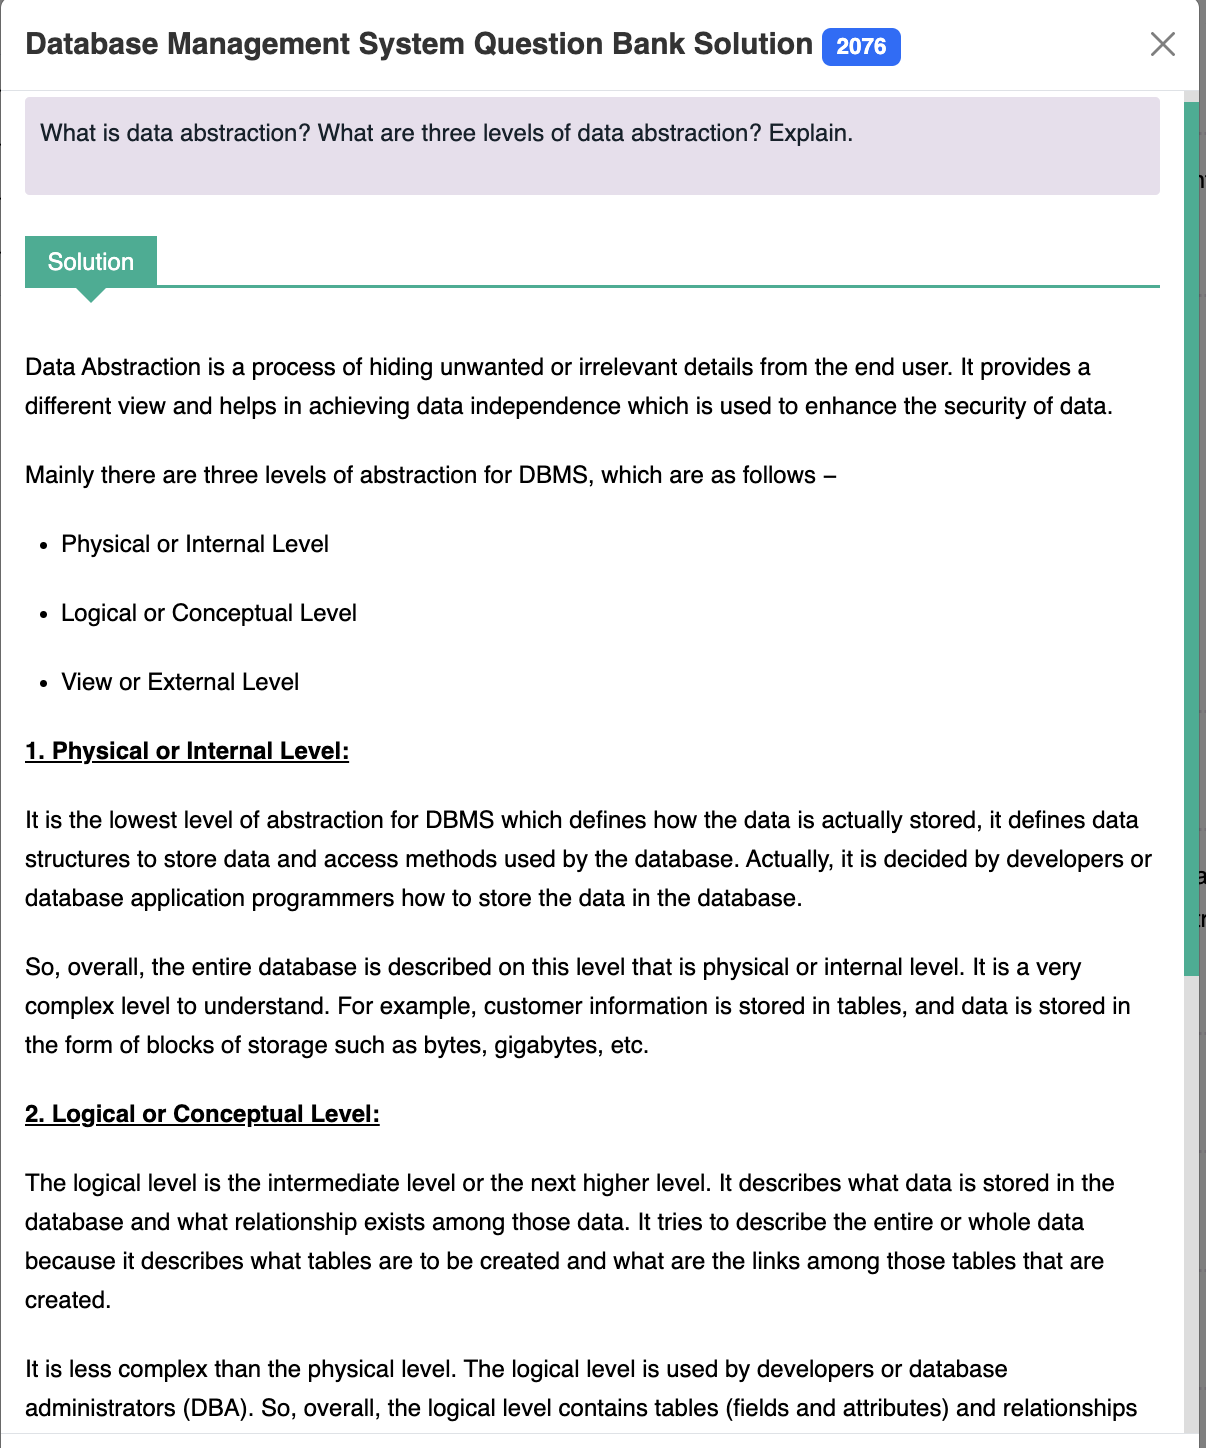 Database Management System Question Bank Solution 2076
What is data abstraction? What are three levels of data abstraction? Explain.
Solution
Data Abstraction is a process of hiding unwanted or irrelevant details from the end user. It provides a
different view and helps in achieving data independence which is used to enhance the security of data.
Mainly there are three levels of abstraction for DBMS, which are as follows –
• Physical or Internal Level
• Logical or Conceptual Level
• View or External Level
1. Physical or Internal Level:
It is the lowest level of abstraction for DBMS which defines how the data is actually stored, it defines data
structures to store data and access methods used by the database. Actually, it is decided by developers or
database application programmers how to store the data in the database.
So, overall, the entire database is described on this level that is physical or internal level. It is a very
complex level to understand. For example, customer information is stored in tables, and data is stored in
the form of blocks of storage such as bytes, gigabytes, etc.
2. Logical or Conceptual Level:
The logical level is the intermediate level or the next higher level. It describes what data is stored in the
database and what relationship exists among those data. It tries to describe the entire or whole data
because it describes what tables are to be created and what are the links among those tables that are
created.
It is less complex than the physical level. The logical level is used by developers or database
administrators (DBA). So, overall, the logical level contains tables (fields and attributes) and relationships